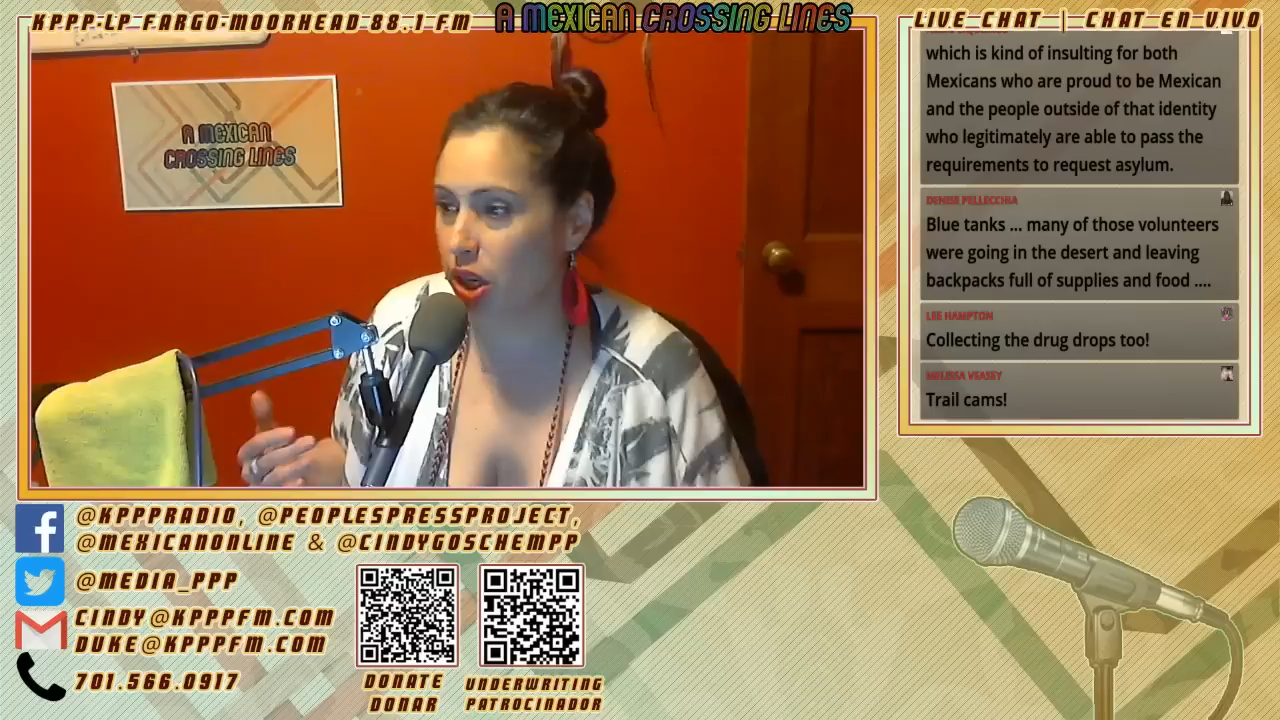 KPPP-LP FARGO-MOORHEAD 88.1 FM
A MEXICAN CROSSING LINES
LIVE CHAT | CHAT EN VIVO
A MEXICAN
CROSSING LINES
which is kind of insulting for both
Mexicans who are proud to be Mexican
and the people outside of that identity
who legitimately are able to pass the
requirements to request asylum.
DENISE PELLECCHIA
Blue tanks ... many of those volunteers
were going in the desert and leaving
backpacks full of supplies and food ....
LEE HAMPTON
Collecting the drug drops too!
MELISSA VEASEY
Trail cams!
@KPPPRADIO, @PEOPLESPRESSPROJECT,
@MEXICANONLINE & @CINDYGOSCHEMPP
@MEDIA_PPP
CINDY@KPPPFM.COM
DUKE@KPPPFM.COM
701.566.0917
DONATE
DONAR
UNDERWRITING
PATROCINADOR